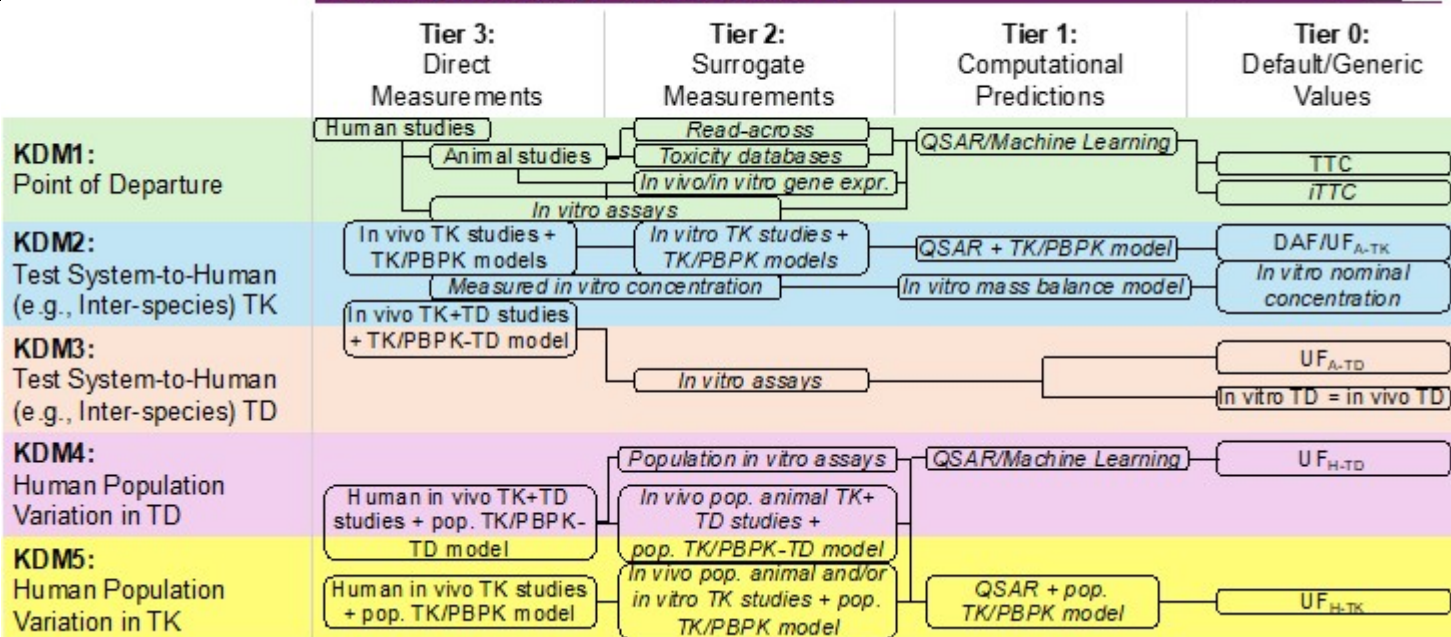 Tier 3:
Direct
Measurements
Tier 2:
Surrogate
Measurements
Tier 1:
Computational
Predictions
Tier 0:
Default/Generic
Values
KDM1:
Point of Departure
Human studies
Animal studies
In vitro assays
Read-across
Toxicity databases
In vivo/in vitro gene expr.
QSAR/Machine Learning
TTC
iTTC
KDM2:
Test System-to-Human
(e.g., Inter-species) TK
In vivo TK studies +
TK/PBPK models
In vitro TK studies +
TK/PBPK models
QSAR + TK/PBPK model
DAF/UFA-TK
Measured in vitro concentration
In vitro mass balance model
In vitro nominal
concentration
KDM3:
Test System-to-Human
(e.g., Inter-species) TD
In vivo TK+TD studies
+ TK/PBPK-TD model
In vitro assays
UFA-TD
In vitro TD = in vivo TD
KDM4:
Human Population
Variation in TD
Human in vivo TK+TD
studies + pop. TK/PBPK-
TD model
Population in vitro assays
In vivo pop. animal TK+
TD studies +
pop. TK/PBPK-TD model
QSAR/Machine Learning
UFH-TD
KDM5:
Human Population
Variation in TK
Human in vivo TK studies
+ pop. TK/PBPK model
In vivo pop. animal and/or
in vitro TK studies + pop.
TK/PBPK model
QSAR + pop.
TK/PBPK model
UFH-TK